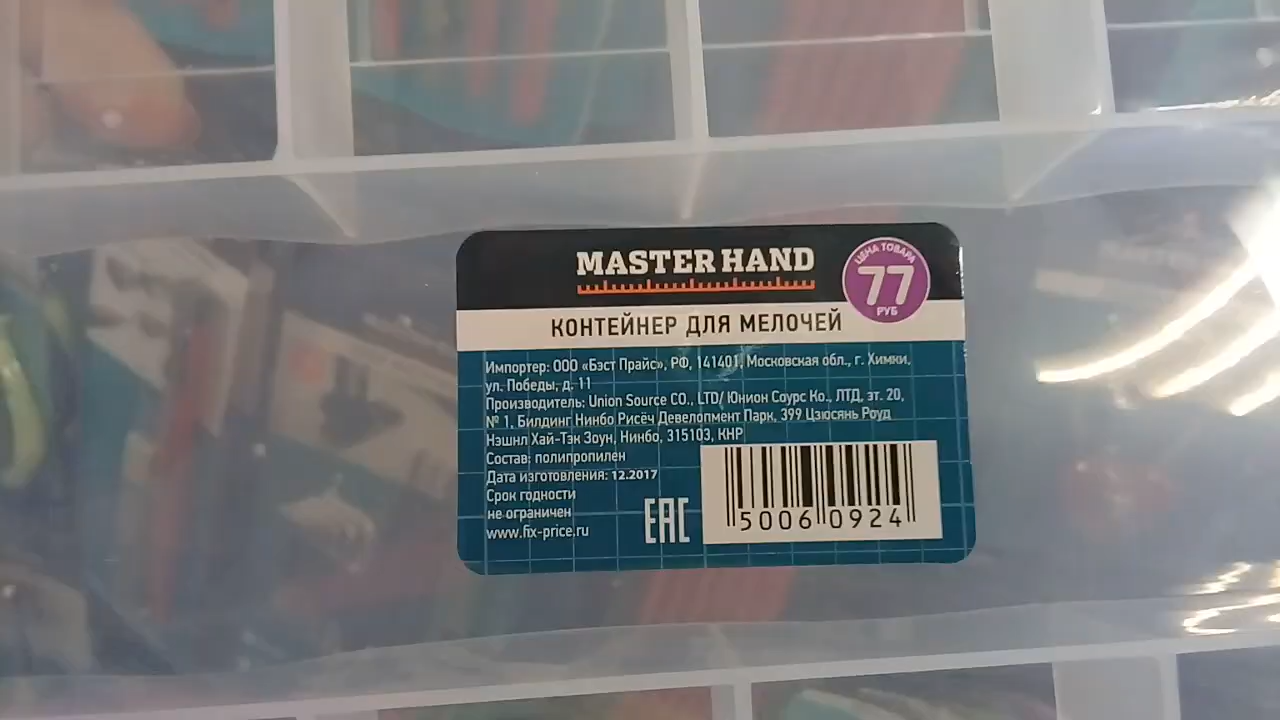 MASTER HAND
ЦЕНА ТОВАРА
77
РУБ
КОНТЕЙНЕР ДЛЯ МЕЛОЧЕЙ
Импортер: ООО «Бэст Прайс», РФ, 141401, Московская обл., г. Химки,
ул. Победы, д. 11
Производитель: Union Source CO., LTD/ Юнион Соурс Ко., ЛТД, эт. 20,
№ 1, Билдинг Нинбо Рисёч Девелопмент Парк, 399 Цзюсянь Роуд
Нэшнл Хай-Тэк Зоун, Нинбо, 315103, КНР
Состав: полипропилен
Дата изготовления: 12.2017
Срок годности
не ограничен
www.fix-price.ru
EAC
5006 0924